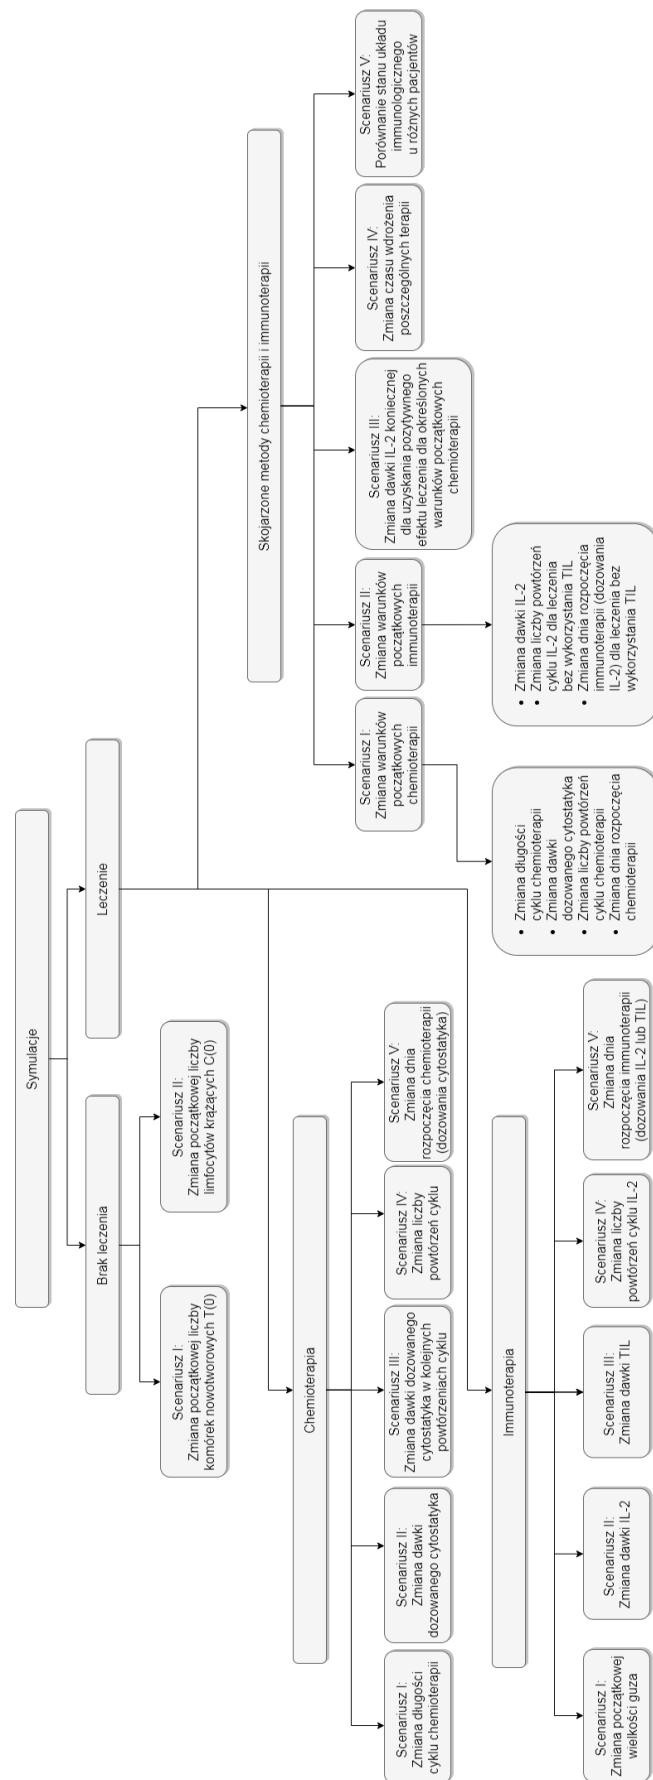 Symulacje
Brak leczenia
Leczenie
Scenariusz I:
Zmiana początkowej liczby
komórek nowotworowych T(0)
Scenariusz II:
Zmiana początkowej liczby
limfocytów krążących C(0)
Chemioterapia
Scenariusz I:
Zmiana długości
cyklu chemioterapii
Scenariusz II:
Zmiana dawki
dozowanego cytostatyka
Scenariusz III:
Zmiana dawki dozowanego
cytostatyka w kolejnych
powtórzeniach cyklu
Scenariusz IV:
Zmiana liczby
powtórzeń cyklu
Scenariusz V:
Zmiana dnia
rozpoczęcia chemioterapii
(dozowania cytostatyka)
Immunoterapia
Scenariusz I:
Zmiana początkowej
wielkości guza
Scenariusz II:
Zmiana dawki IL-2
Scenariusz III:
Zmiana dawki TIL
Scenariusz IV:
Zmiana liczby
powtórzeń cyklu IL-2
Scenariusz V:
Zmiana dnia
rozpoczęcia immunoterapii
(dozowania IL-2 lub TIL)
Skojarzone metody chemioterapii i immunoterapii
Scenariusz I:
Zmiana warunków
początkowych
chemioterapii
Scenariusz II:
Zmiana warunków
początkowych
immunoterapii
Scenariusz III:
Zmiana dawki IL-2 koniecznej
dla uzyskania pozytywnego
efektu leczenia dla określonych
warunków początkowych
chemioterapii
Scenariusz IV:
Zmiana czasu wdrożenia
poszczególnych terapii
Scenariusz V:
Porównanie stanu układu
immunologicznego
u różnych pacjentów
• Zmiana długości
cyklu chemioterapii
• Zmiana dawki
dozowanego cytostatyka
• Zmiana liczby powtórzeń
cyklu chemioterapii
• Zmiana dnia rozpoczęcia
chemioterapii
• Zmiana dawki IL-2
• Zmiana liczby powtórzeń
cyklu IL-2 dla leczenia
bez wykorzystania TIL
• Zmiana dnia rozpoczęcia
immunoterapii (dozowania
IL-2) dla leczenia bez
wykorzystania TIL